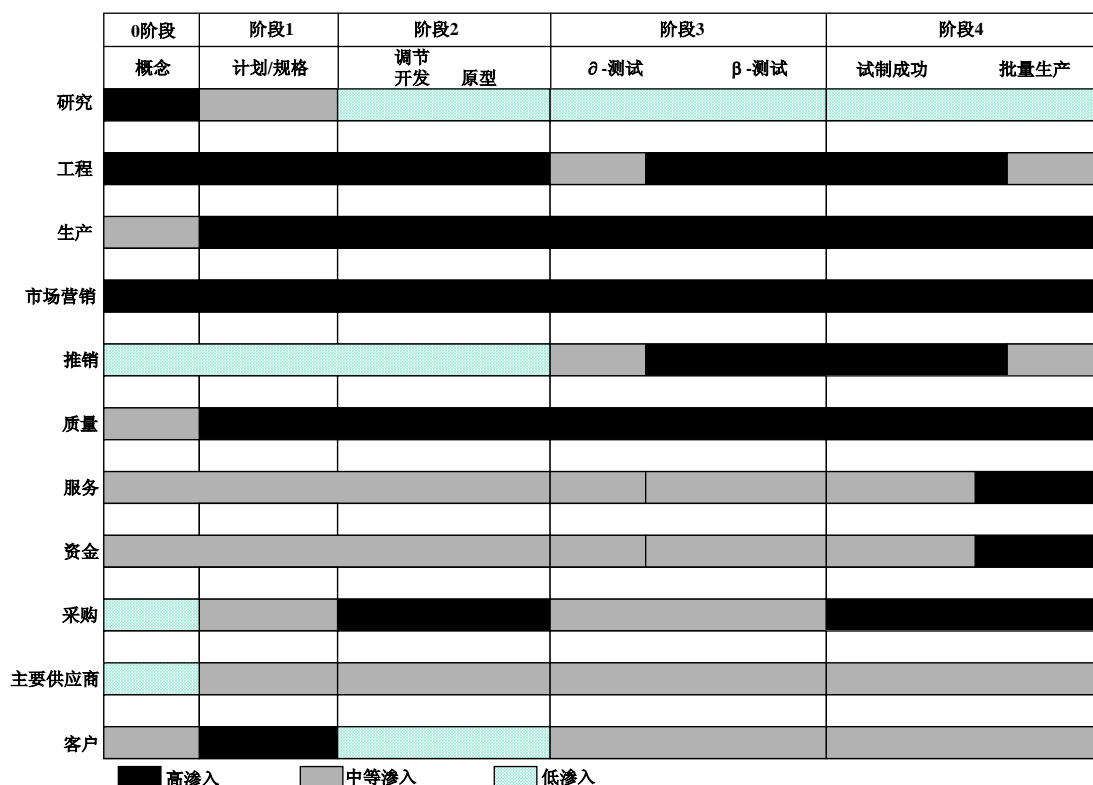 0阶段 阶段1 阶段2 阶段3 阶段4
概念 计划/规格 调节
开发 原型 ∂-测试 β-测试 试制成功 批量生产
研究
工程
生产
市场营销
推销
质量
服务
资金
采购
主要供应商
客户
高渗入 中等渗入 低渗入